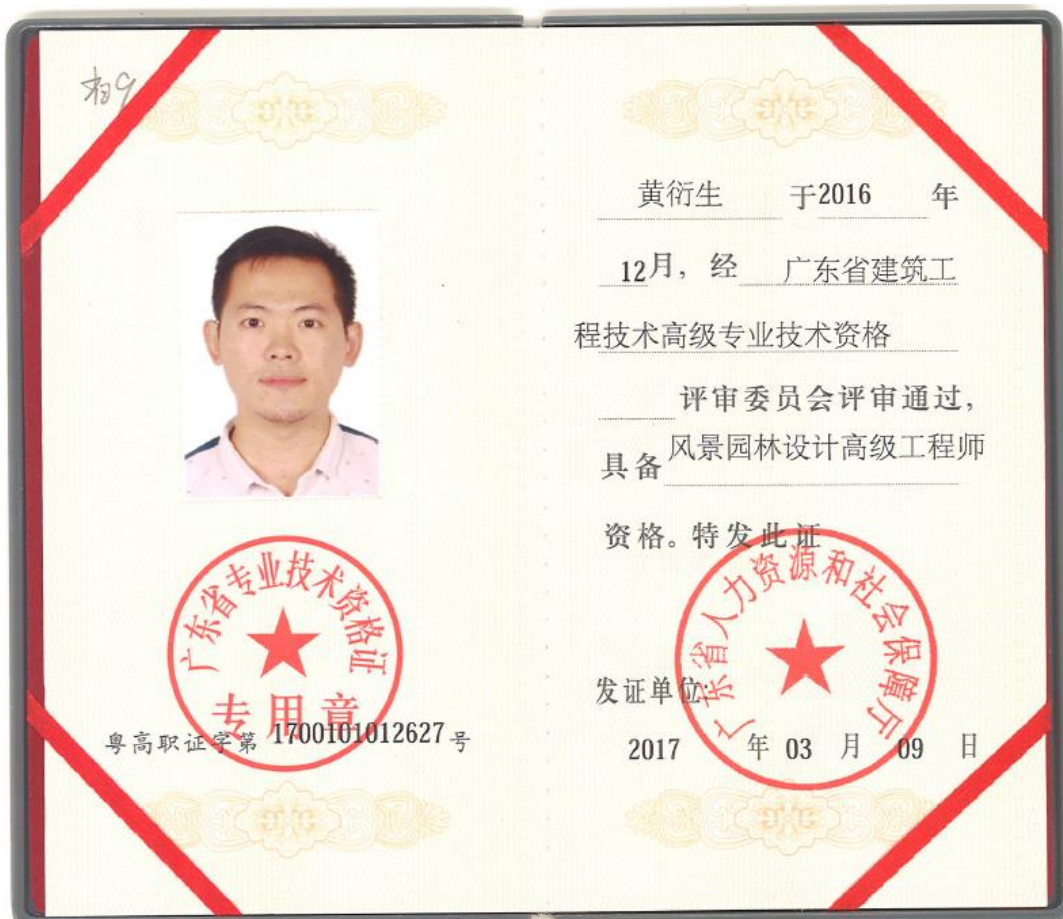 广东省专业技术资格证
专用章
粤高职证字第 1700101012627 号
黄衍生 于2016 年
12月，经 广东省建筑工
程技术高级专业技术资格
评审委员会评审通过，
具备 风景园林设计高级工程师
资格。特发此证
广东省人力资源和社会保障厅
发证单位：
2017 年 03 月 09 日